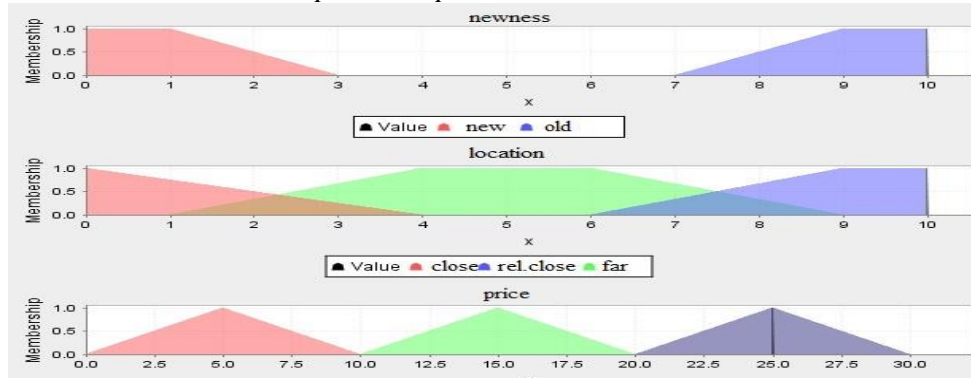 newness
Membership
1.0
0.5
0.0
0 1 2 3 4 5 6 7 8 9 10
x
Value new old
location
Membership
1.0
0.5
0.0
0 1 2 3 4 5 6 7 8 9 10
x
Value close rel.close far
price
Membership
1.0
0.5
0.0
0.0 2.5 5.0 7.5 10.0 12.5 15.0 17.5 20.0 22.5 25.0 27.5 30.0